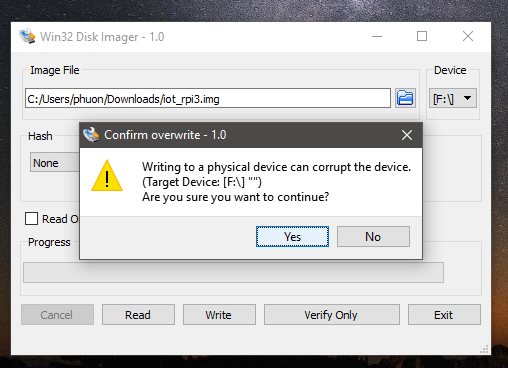 Win32 Disk Imager - 1.0
Image File
Device
C:/Users/phuon/Downloads/iot_rpi3.img
[F:\]
Hash
None
Confirm overwrite - 1.0
Writing to a physical device can corrupt the device.
(Target Device: [F:\] "")
Are you sure you want to continue?
Yes No
Read O
Progress
Cancel Read Write Verify Only Exit